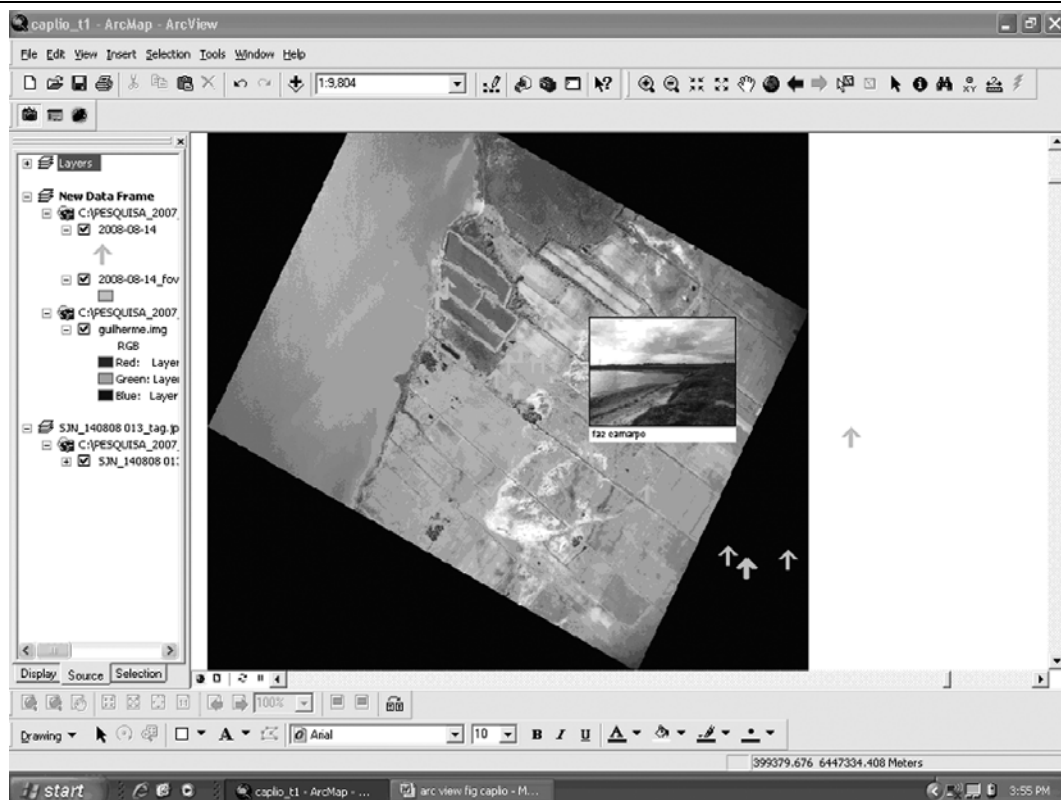 caplio_t1 - ArcMap - ArcView
File Edit View Insert Selection Tools Window Help
1:9,804
Layers
New Data Frame
C:\PESQUISA_2007_
2008-08-14
2008-08-14_fov
C:\PESQUISA_2007_
guilherme.img
RGB
Red: Layer
Green: Layer
Blue: Layer
SJN_140808 013_tag.jp
C:\PESQUISA_2007_
SJN_140808 01
faz eamarpo
Display Source Selection
100%
Drawing A Arial 10 B I U A
399379.676 6447334.408 Meters
start caplio_t1 - ArcMap - ... arc view fig caplio - M... 3:55 PM